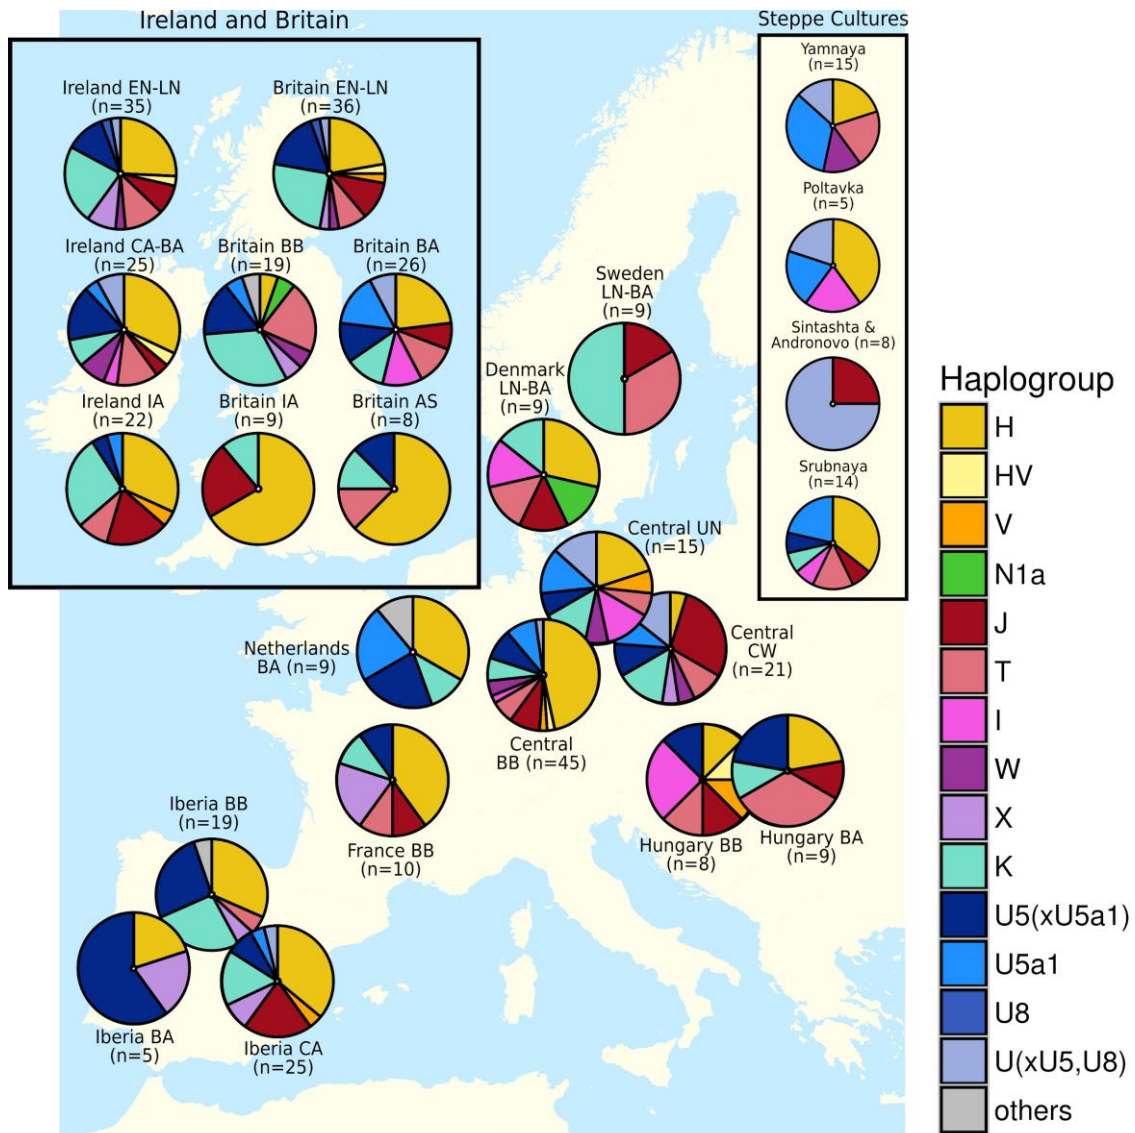 Ireland and Britain
Steppe Cultures
Ireland EN-LN
(n=35)
Britain EN-LN
(n=36)
Ireland CA-BA
(n=25)
Britain BB
(n=19)
Britain BA
(n=26)
Ireland IA
(n=22)
Britain IA
(n=9)
Britain AS
(n=8)
Yamnaya
(n=15)
Poltavka
(n=5)
Sintashta &
Andronovo (n=8)
Srubnaya
(n=14)
Sweden
LN-BA
(n=9)
Denmark
LN-BA
(n=9)
Central UN
(n=15)
Netherlands
BA (n=9)
Central
CW
(n=21)
Central
BB (n=45)
France BB
(n=10)
Hungary BB
(n=8)
Hungary BA
(n=9)
Iberia BB
(n=19)
Iberia BA
(n=5)
Iberia CA
(n=25)
Haplogroup
H
HV
V
N1a
J
T
I
W
X
K
U5(xU5a1)
U5a1
U8
U(xU5,U8)
others